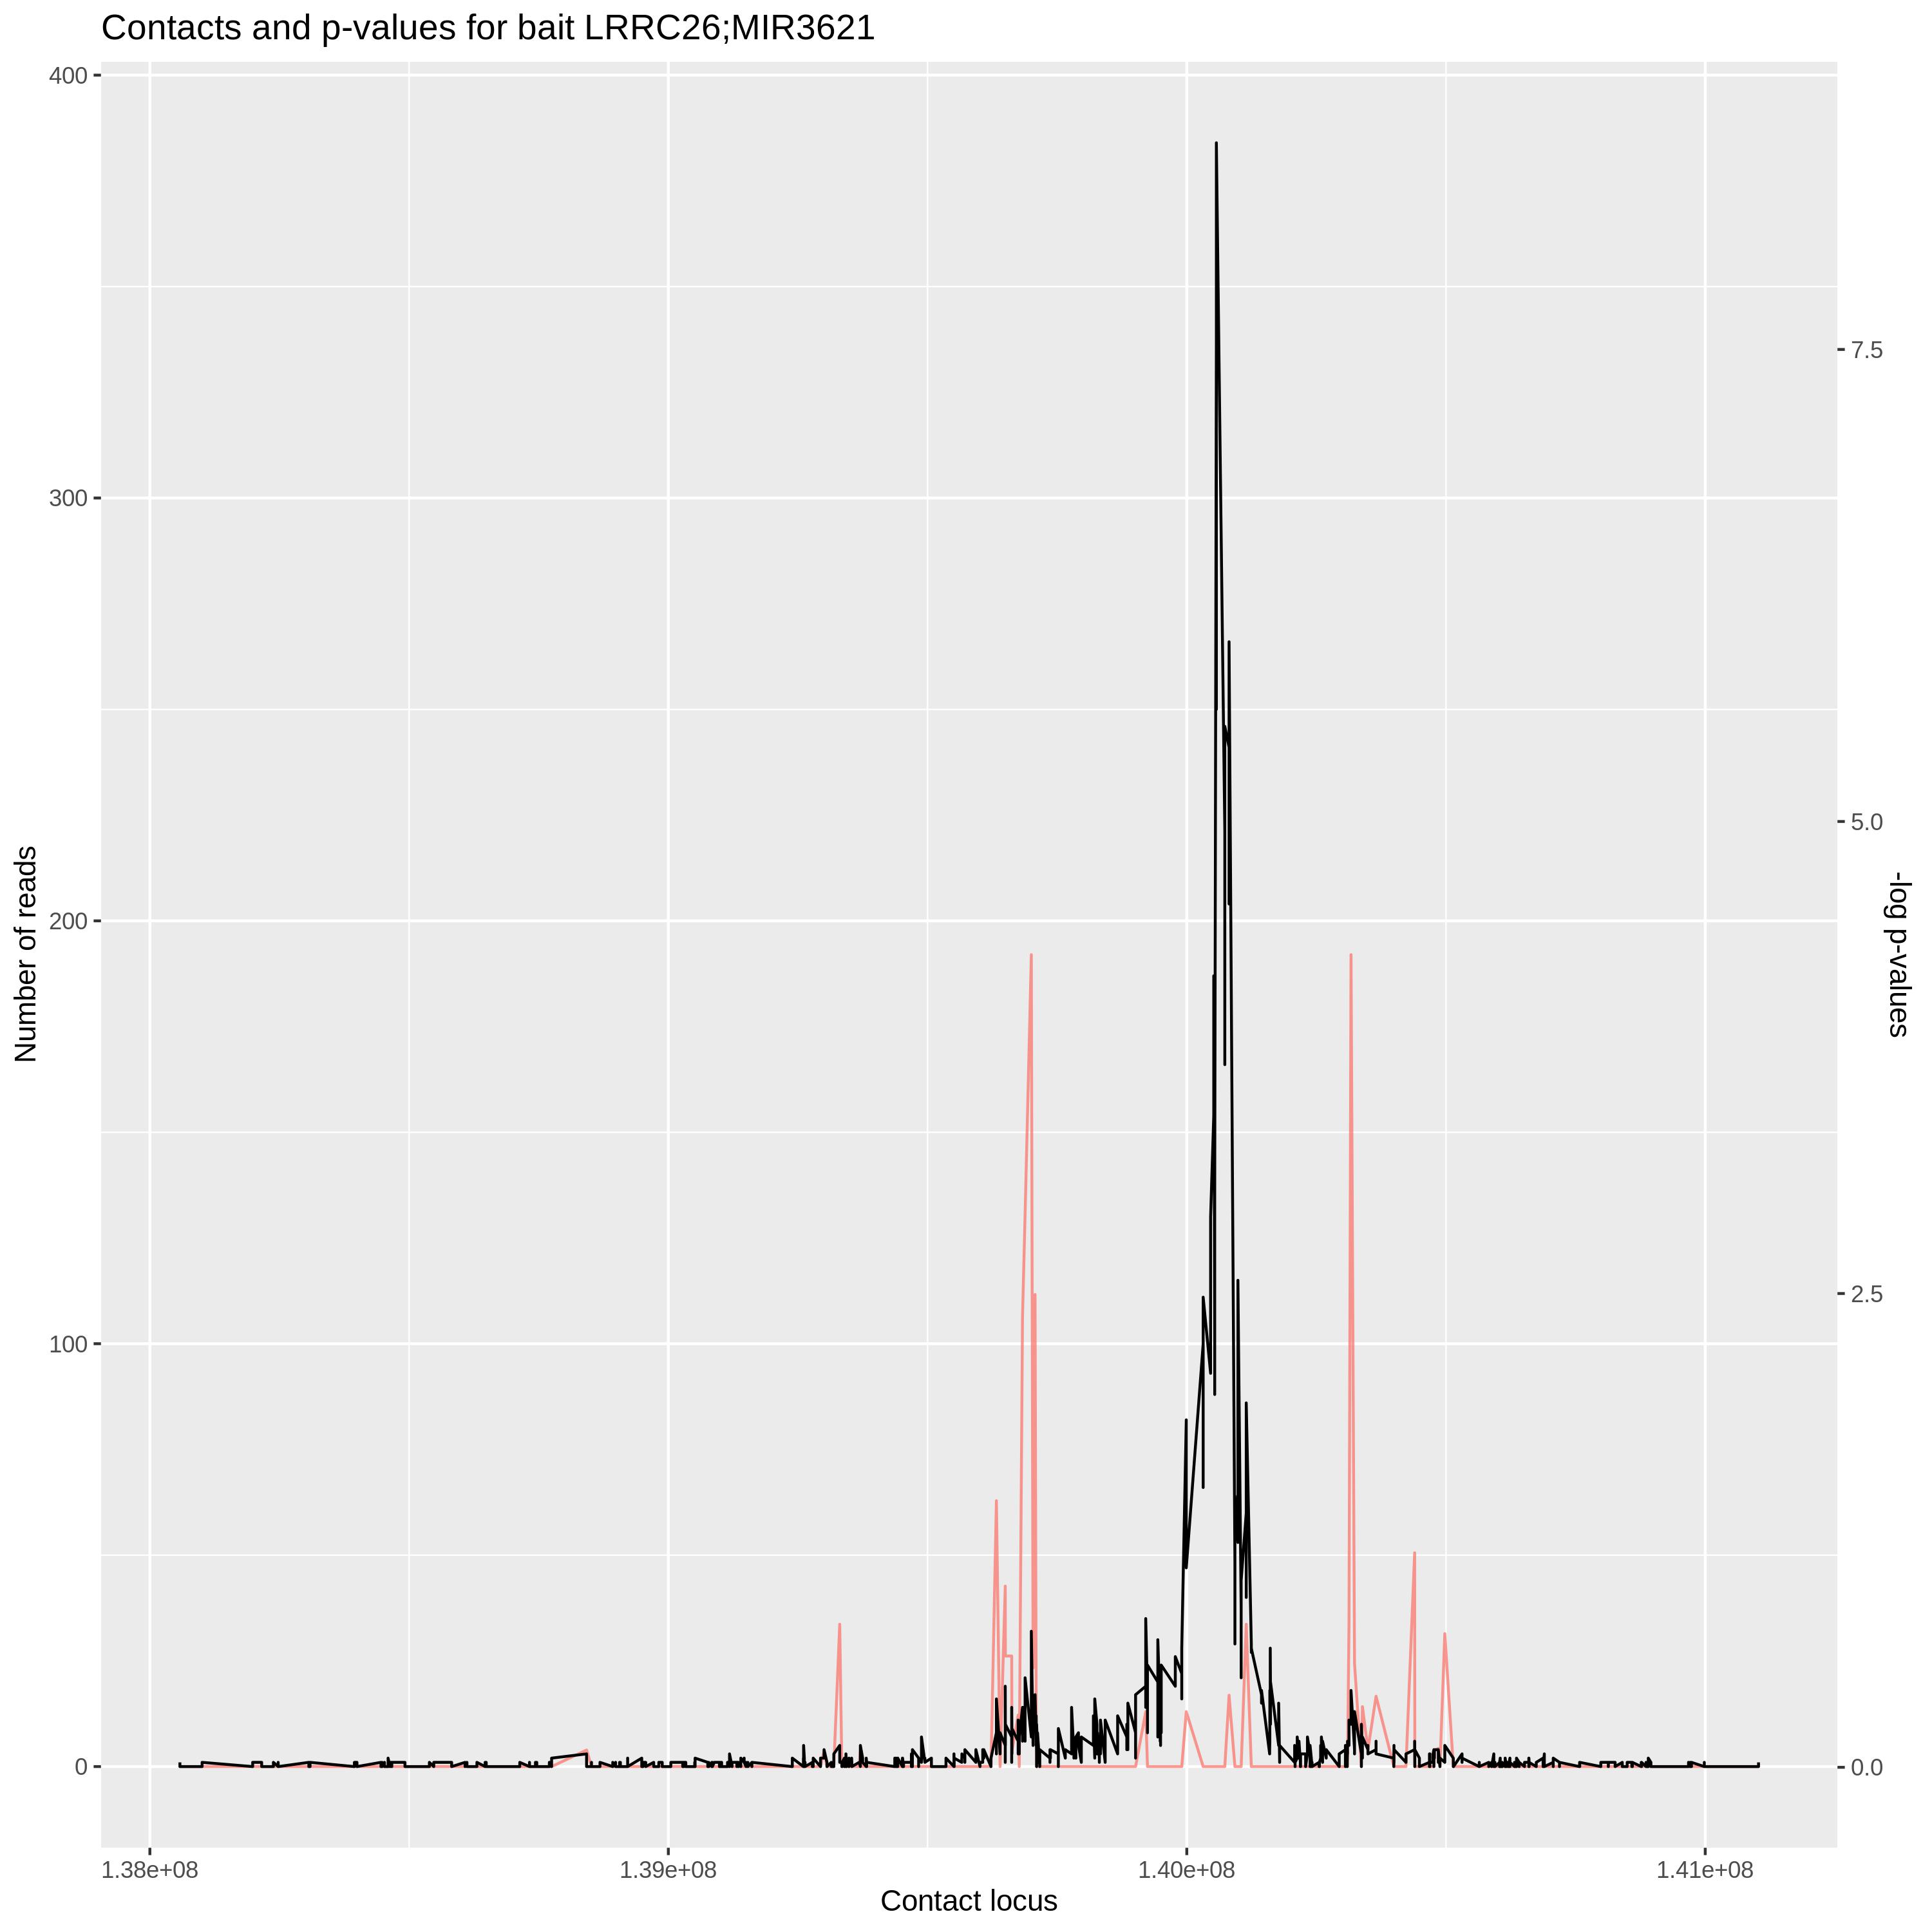 Contacts and p-values for bait LRRC26;MIR3621
400
300
200
100
0
Number of reads
7.5
5.0
2.5
0.0
-log p-values
1.38e+08 1.39e+08 1.40e+08 1.41e+08
Contact locus